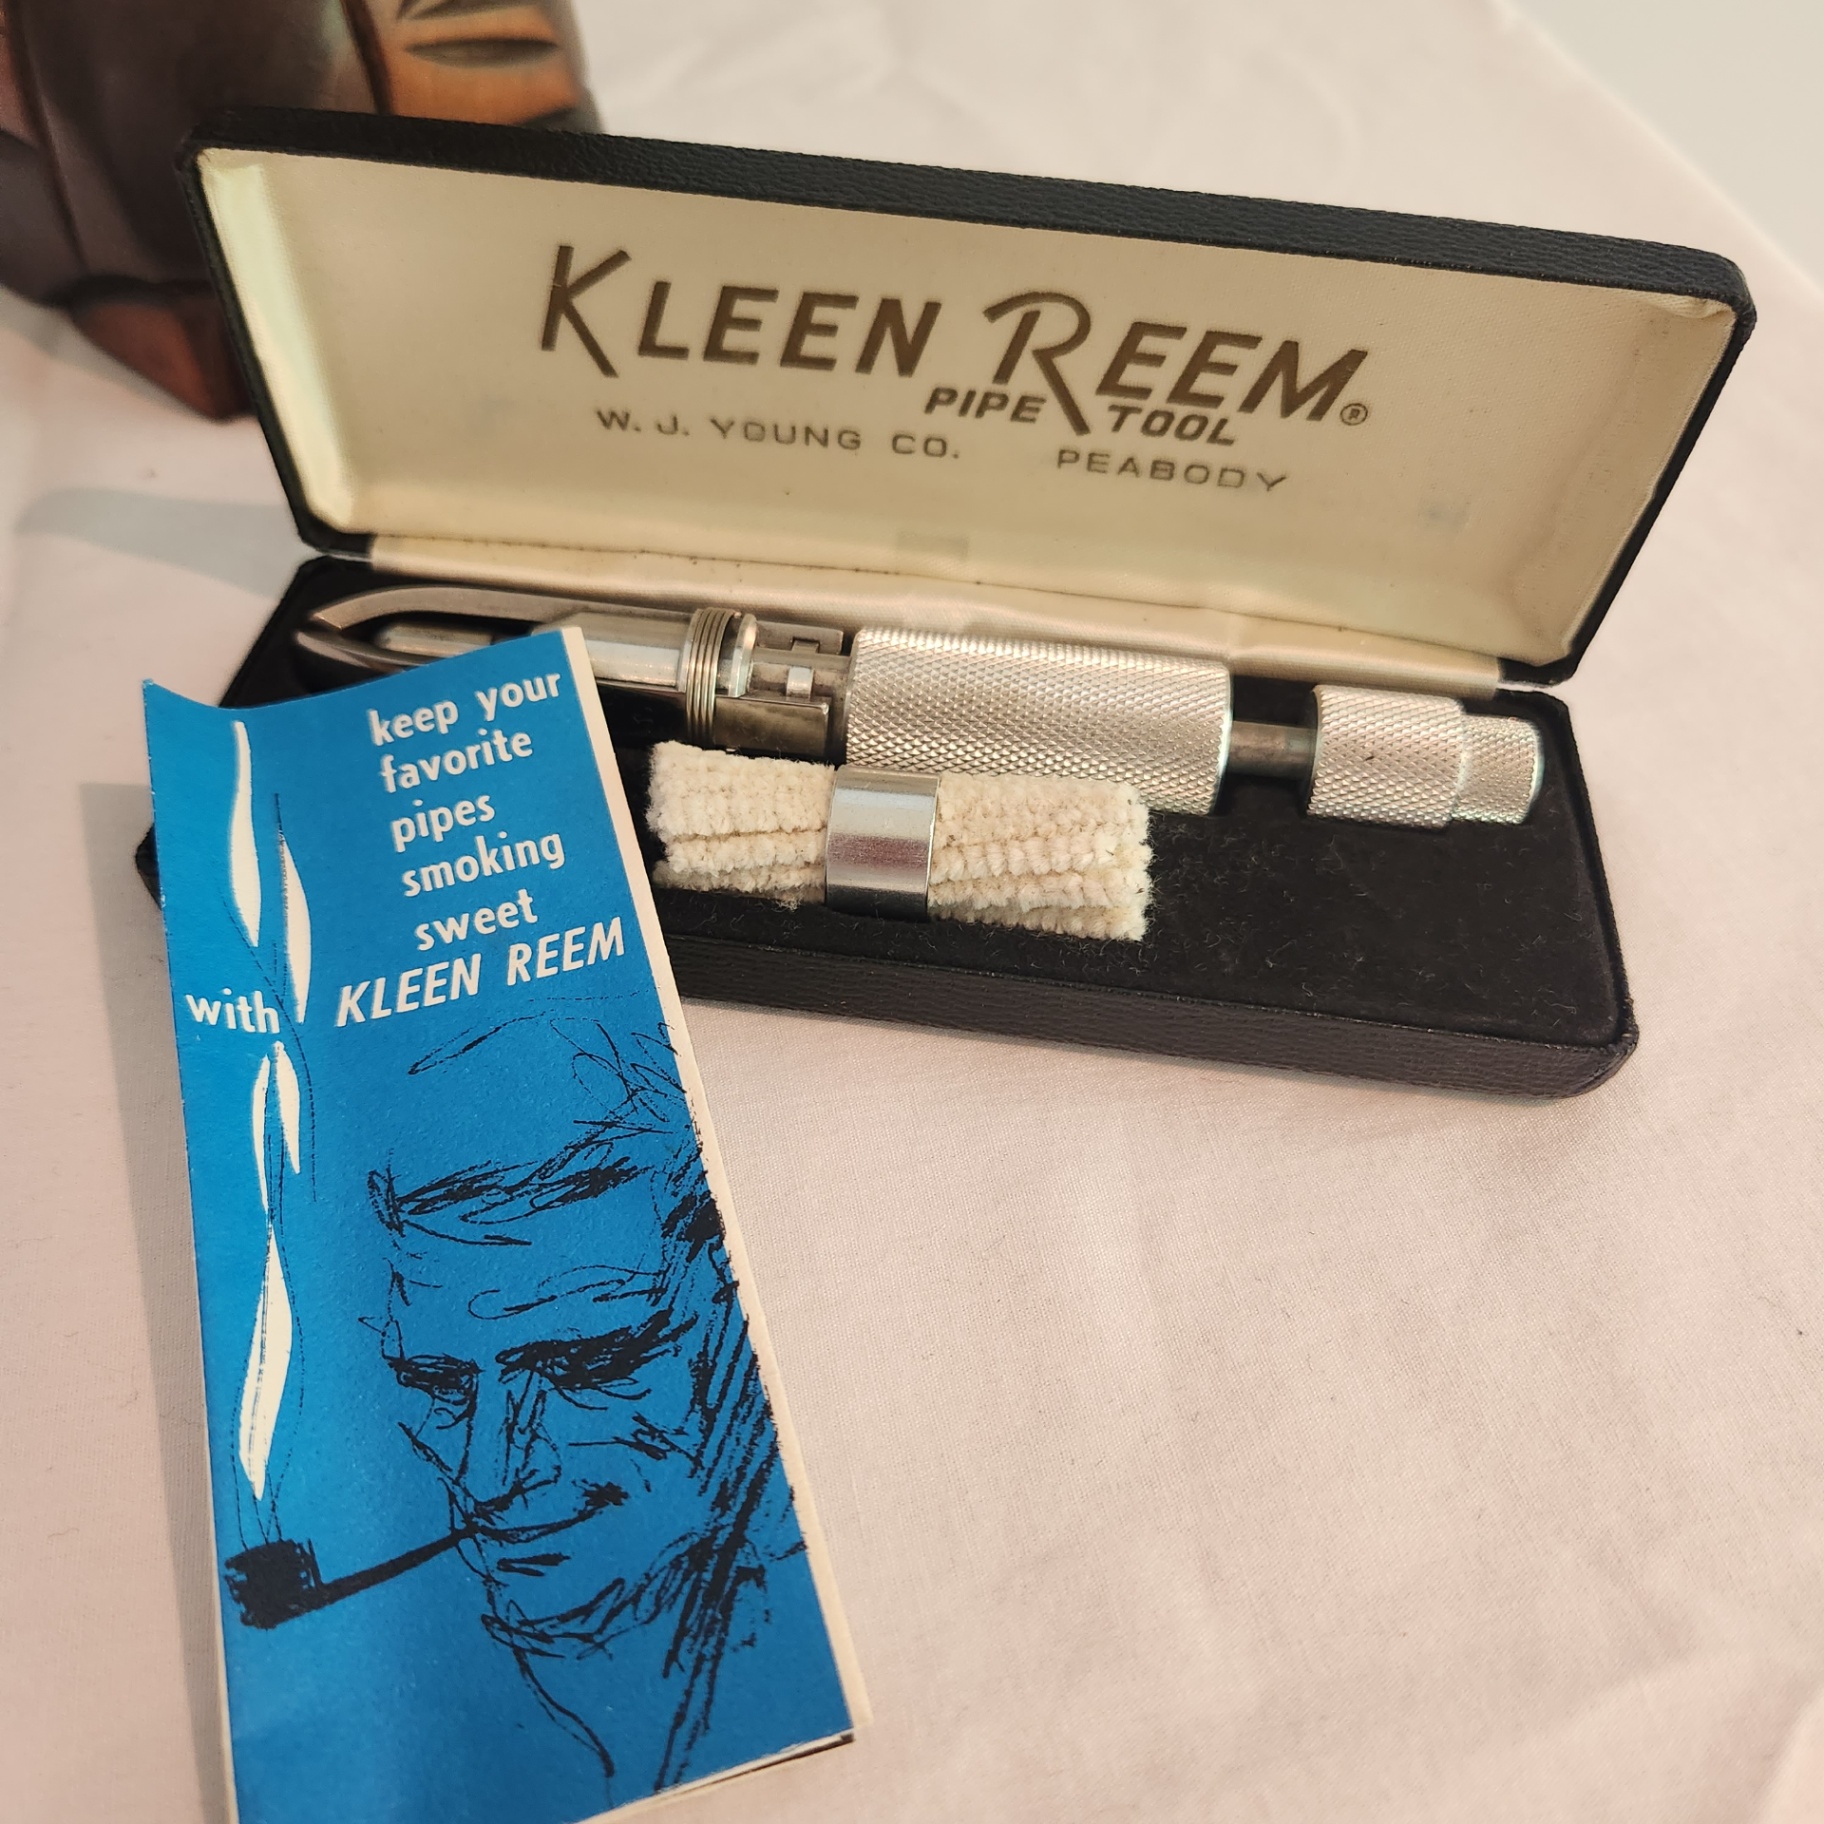 KLEEN REEM®
PIPE TOOL
W. J. YOUNG CO. PEABODY
keep your
favorite
pipes
smoking
sweet
with KLEEN REEM